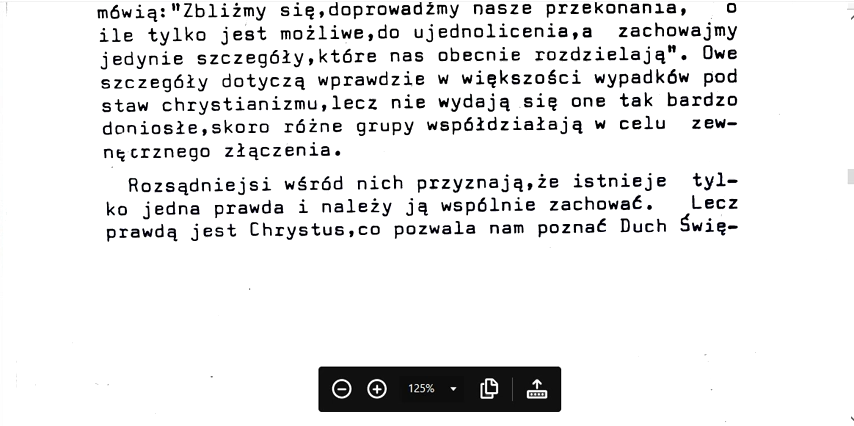 mówią:"Zbliżmy się,doprowadźmy nasze przekonania, o
ile tylko jest możliwe,do ujednolicenia,a zachowajmy
jedynie szczegóły,które nas obecnie rozdzielają". Owe
szczegóły dotyczą wprawdzie w większości wypadków pod
staw chrystianizmu,lecz nie wydają się one tak bardzo
doniosłe,skoro różne grupy współdziałają w celu zew-
nętrznego złączenia.
Rozsądniejsi wśród nich przyznają,że istnieje tyl-
ko jedna prawda i należy ją wspólnie zachować. Lecz
prawdą jest Chrystus,co pozwala nam poznać Duch Świę-
125%